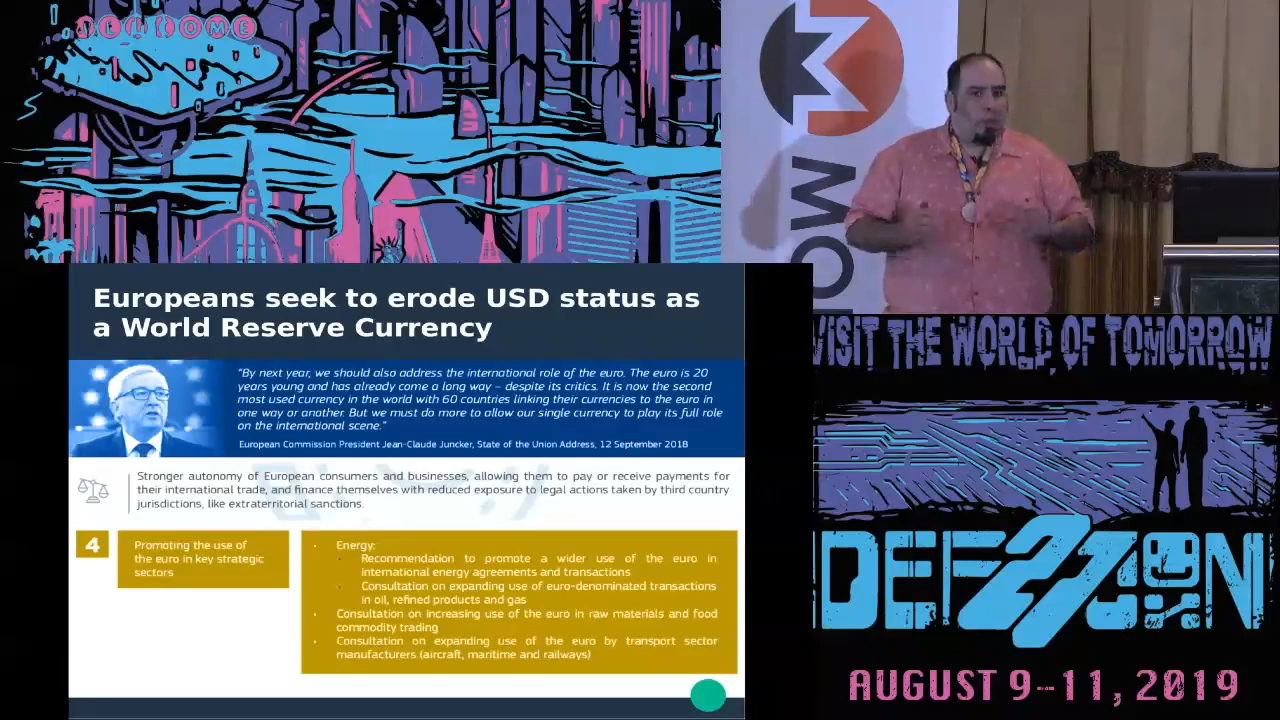 WELCOME
OW
Europeans seek to erode USD status as
a World Reserve Currency
“By next year, we should also address the international role of the euro. The euro is 20
years young and has already come a long way – despite its critics. It is now the second
most used currency in the world with 60 countries linking their currencies to the euro in
one way or another. But we must do more to allow our single currency to play its full role
on the international scene.”
European Commission President Jean-Claude Juncker, State of the Union Address, 12 September 2018
Stronger autonomy of European consumers and businesses, allowing them to pay or receive payments for
their international trade, and finance themselves with reduced exposure to legal actions taken by third country
jurisdictions, like extraterritorial sanctions.
4
Promoting the use of
the euro in key strategic
sectors
• Energy:
- Recommendation to promote a wider use of the euro in
international energy agreements and transactions
- Consultation on expanding use of euro-denominated transactions
in oil, refined products and gas
• Consultation on increasing use of the euro in raw materials and food
commodity trading
• Consultation on expanding use of the euro by transport sector
manufacturers (aircraft, maritime and railways)
VISIT THE WORLD OF TOMORROW
DEF27CON
AUGUST 9-11, 2019